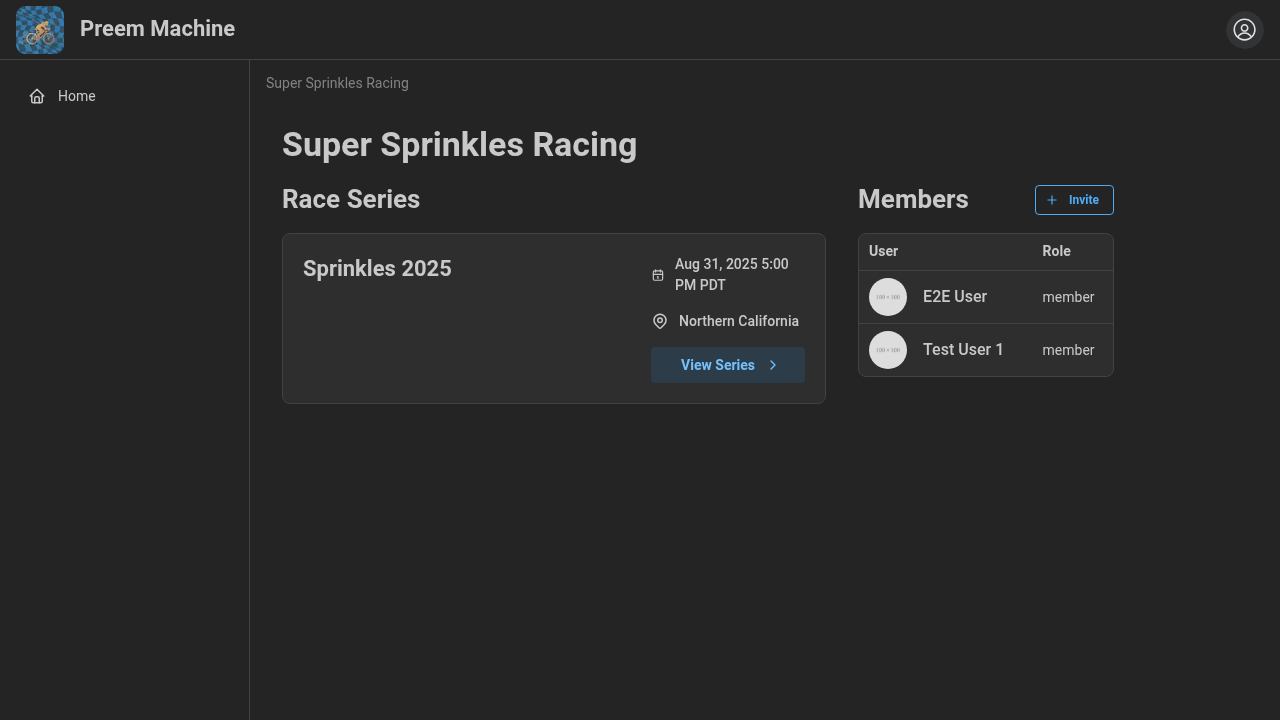 Preem Machine
Home
Super Sprinkles Racing
Super Sprinkles Racing
Race Series
Sprinkles 2025
Aug 31, 2025 5:00
PM PDT
Northern California
View Series
Members
Invite
User Role
100 × 100
E2E User member
100 × 100
Test User 1 member